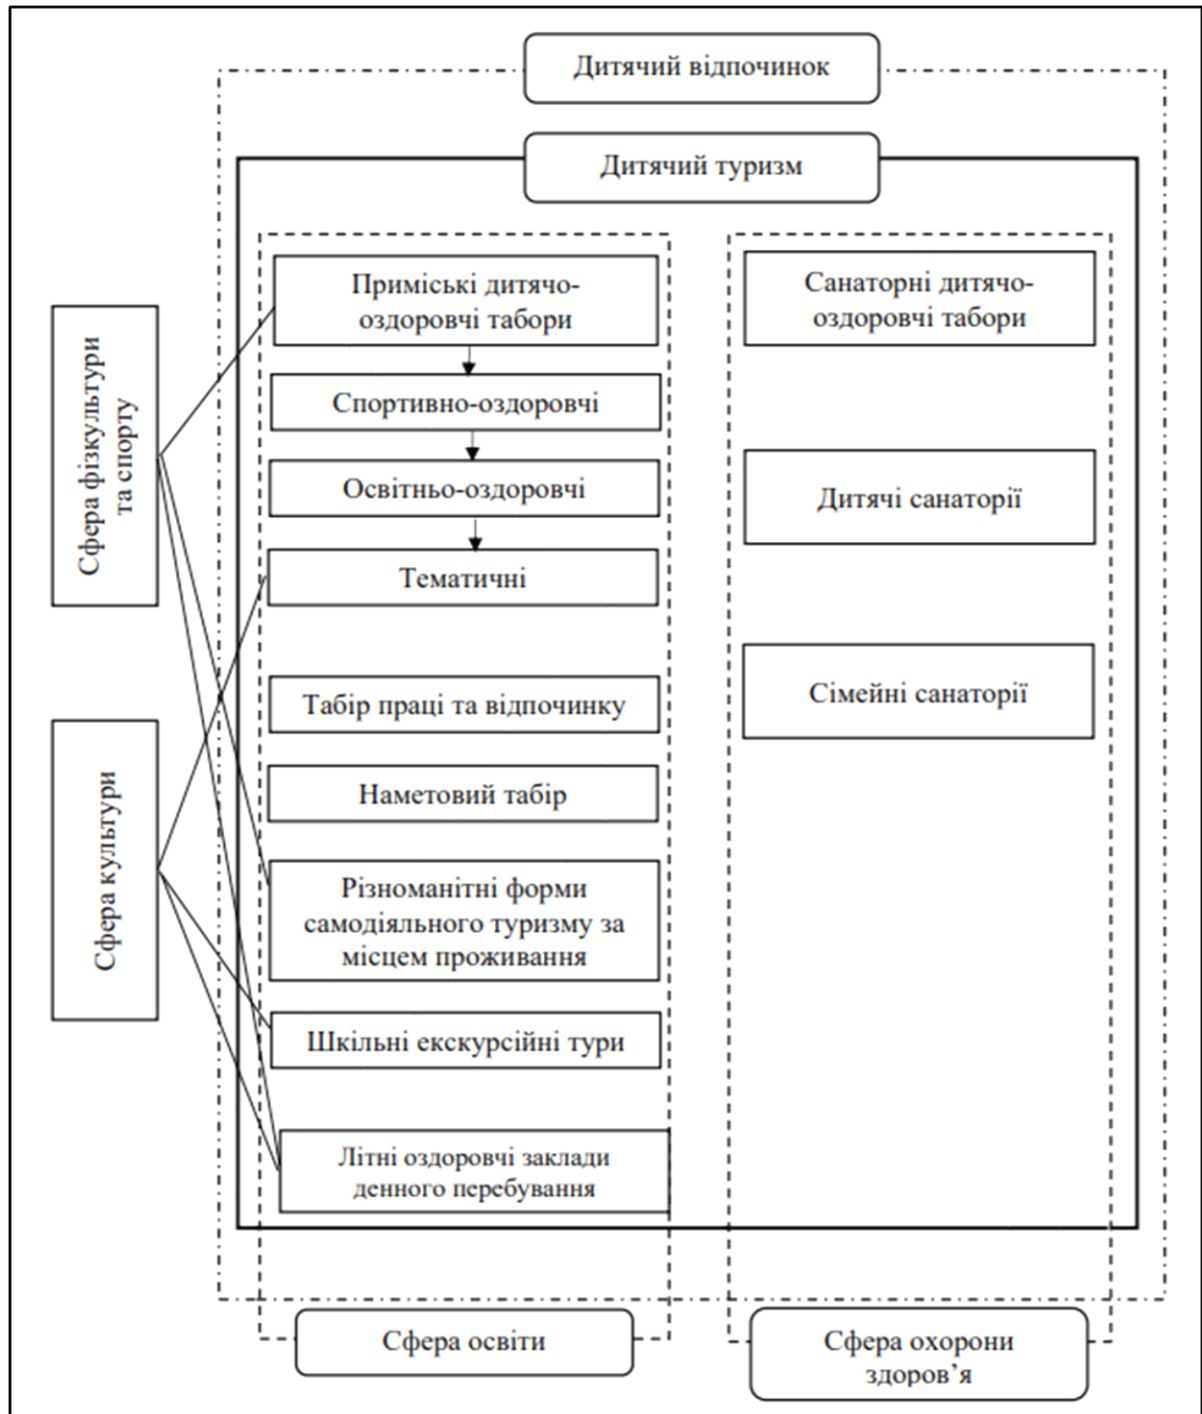 Дитячий відпочинок
Дитячий туризм
Сфера фізкультури
та спорту
Сфера культури
Приміські дитячо-
оздоровчі табори
Спортивно-оздоровчі
Освітньо-оздоровчі
Тематичні
Табір праці та відпочинку
Наметовий табір
Різноманітні форми
самодіяльного туризму за
місцем проживання
Шкільні екскурсійні тури
Літні оздоровчі заклади
денного перебування
Санаторні дитячо-
оздоровчі табори
Дитячі санаторії
Сімейні санаторії
Сфера освіти
Сфера охорони
здоров’я